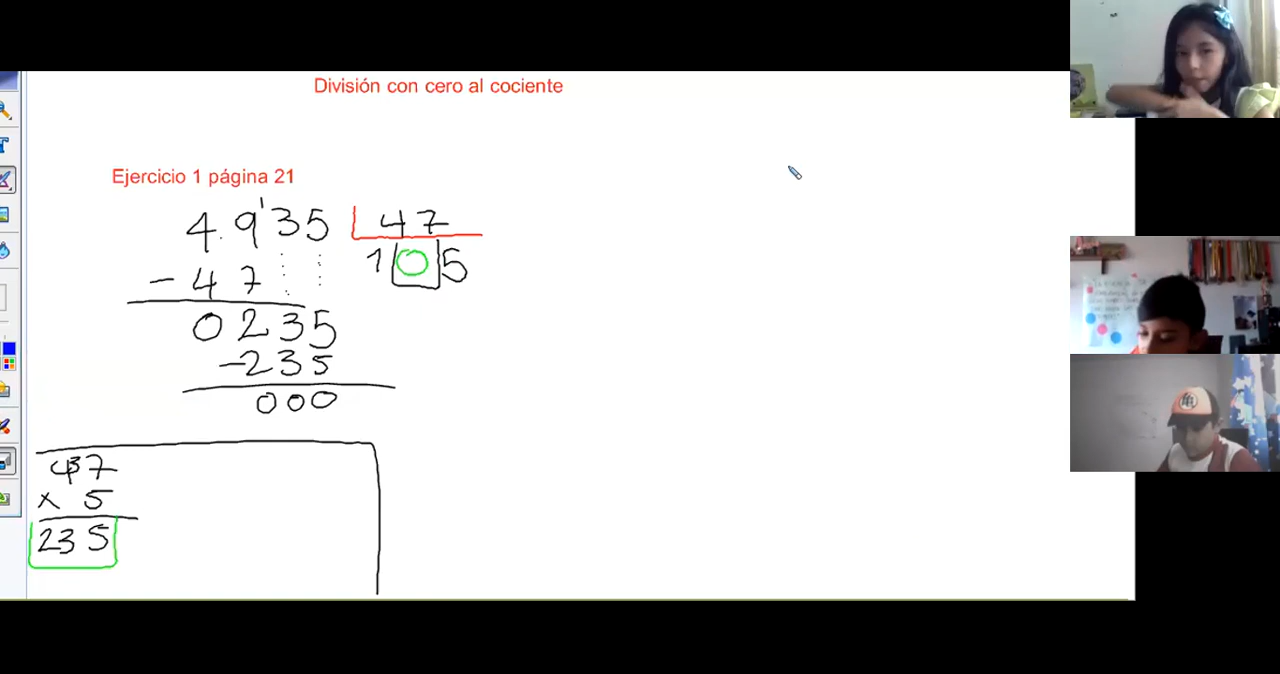 División con cero al cociente
Ejercicio 1 página 21
4.9'35 47
- 47 105
0235
-235
000
437
x 5
235